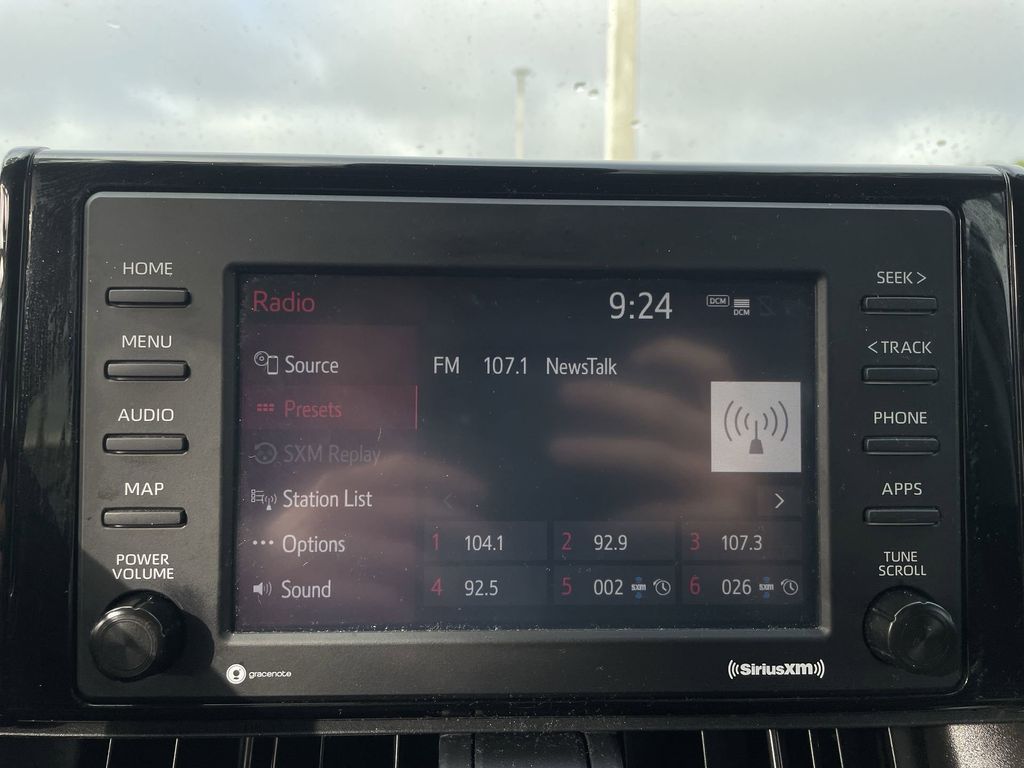 HOME
MENU
AUDIO
MAP
POWER
VOLUME
Radio
9:24
DCM
DCM
Source
FM 107.1 NewsTalk
Presets
SXM Replay
Station List
Options
Sound
1 104.1
2 92.9
3 107.3
4 92.5
5 002 SXM
6 026 SXM
SEEK >
< TRACK
PHONE
APPS
TUNE
SCROLL
gracenote
((SiriusXM))